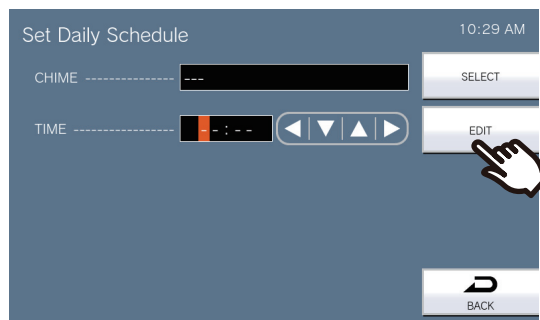 Set Daily Schedule
10:29 AM
CHIME --------------- ---
SELECT
TIME ----------------- --:--
EDIT
BACK